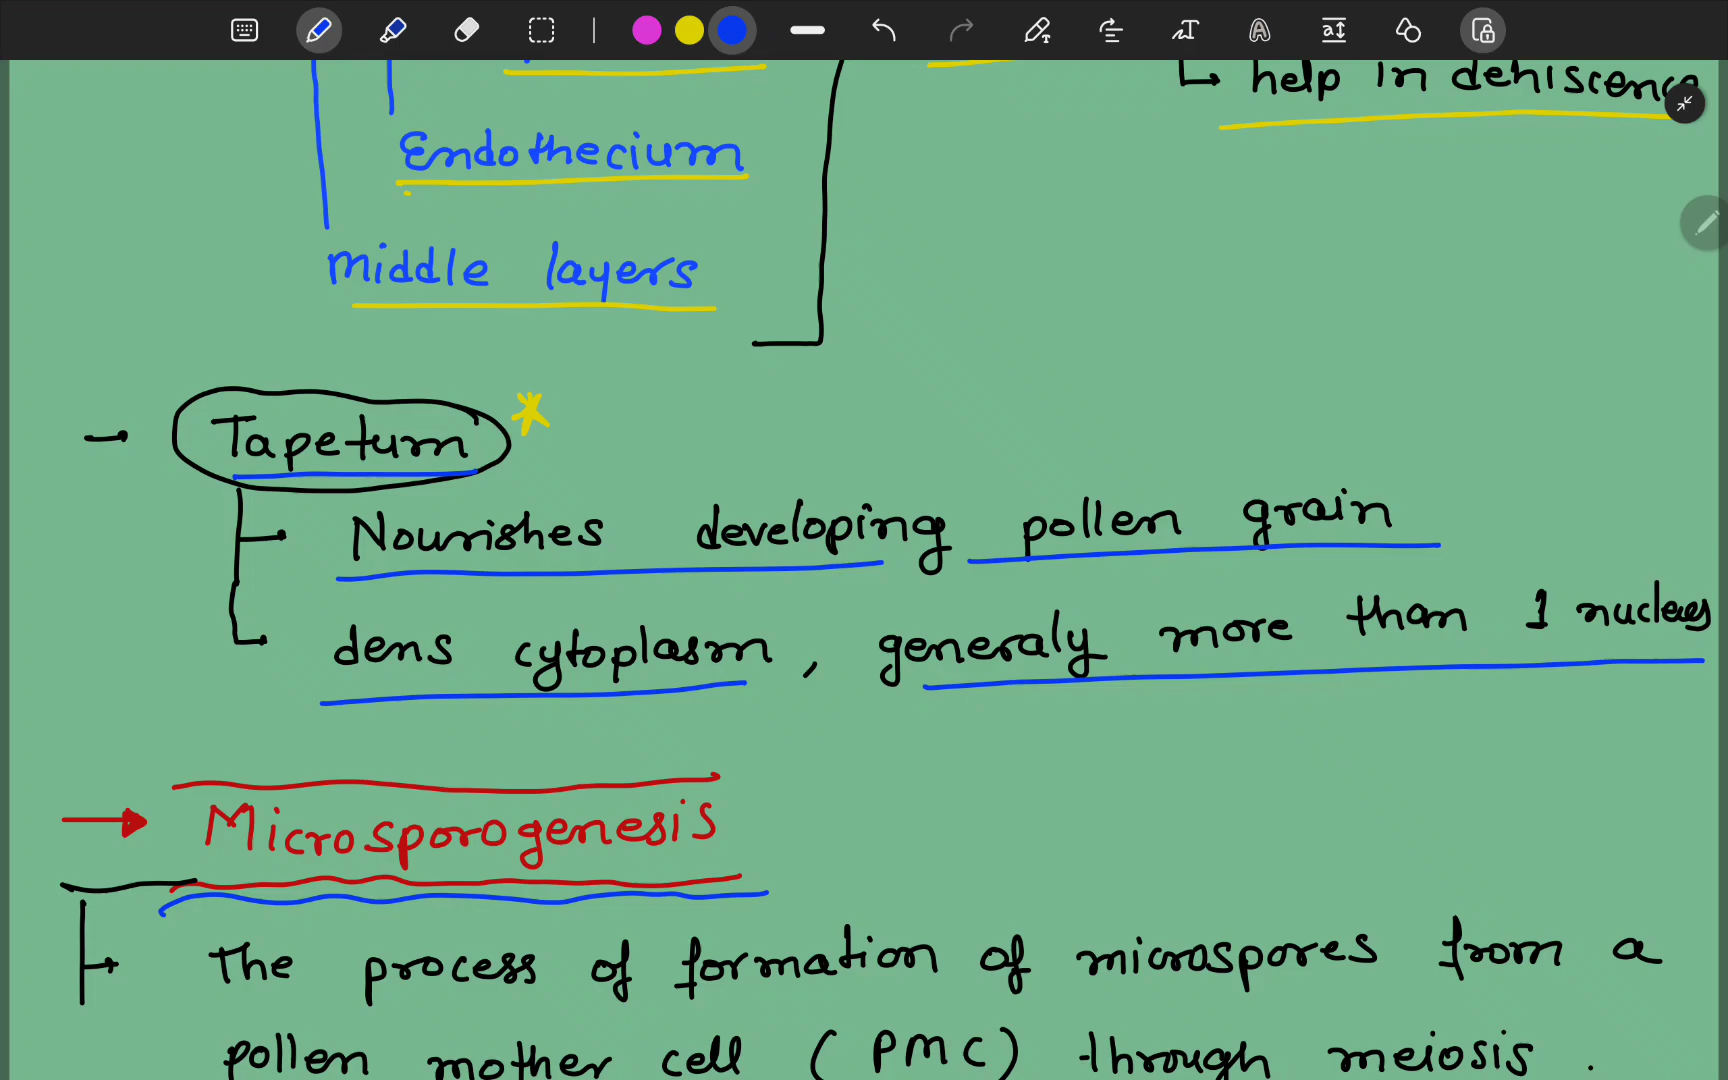 help in dehiscence
Endothecium
Middle layers
Tapetum
Nourishes developing pollen grain
dens cytoplasm, generaly more than 1 nucleus
Microsporogenesis
The process of formation of microspores from a
pollen mother cell (PMC) through meiosis.